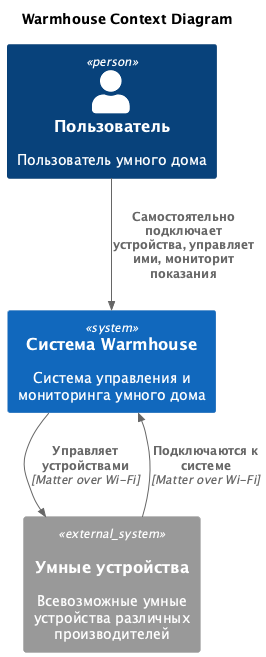 Warmhouse Context Diagram
«person»
Пользователь
Пользователь умного дома
Самостоятельно
подключает
устройства, управляет
ими, мониторит
показания
«system»
Система Warmhouse
Система управления и
мониторинга умного дома
Управляет
устройствами
[Matter over Wi-Fi]
Подключаются к
системе
[Matter over Wi-Fi]
«external_system»
Умные устройства
Всевозможные умные
устройства различных
производителей